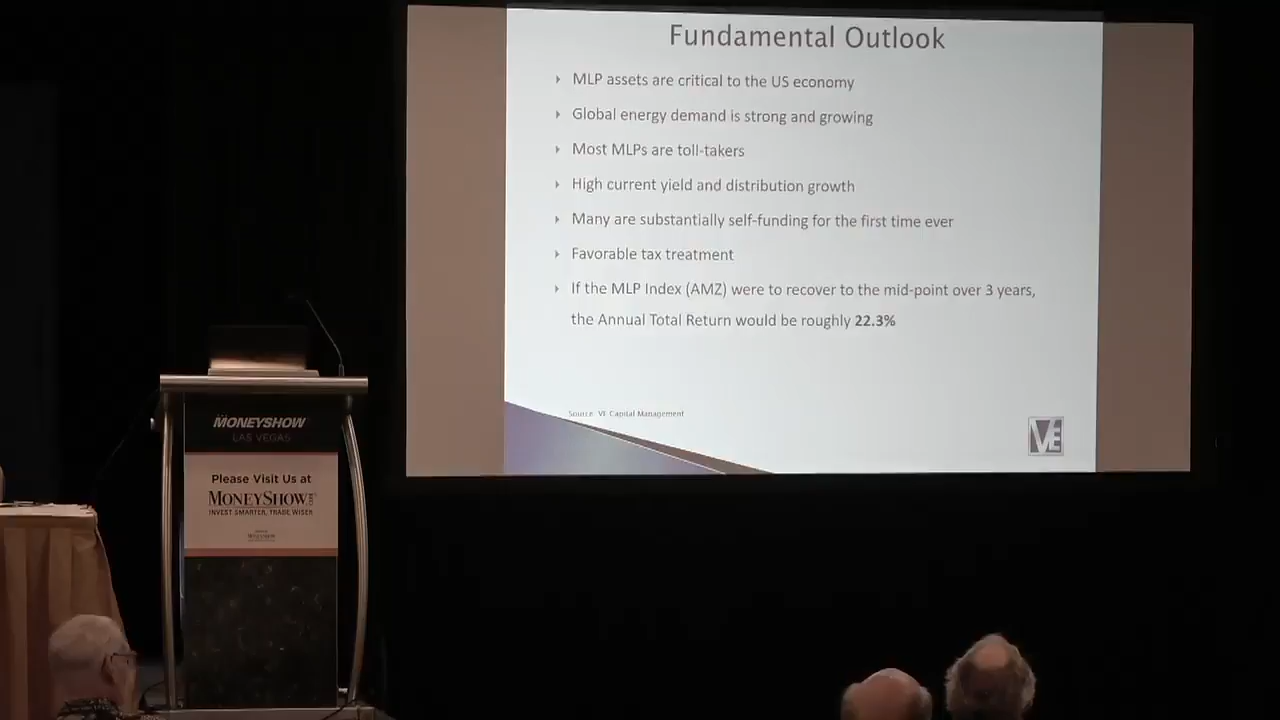 Fundamental Outlook
MLP assets are critical to the US economy
Global energy demand is strong and growing
Most MLPs are toll-takers
High current yield and distribution growth
Many are substantially self-funding for the first time ever
Favorable tax treatment
If the MLP Index (AMZ) were to recover to the mid-point over 3 years,
the Annual Total Return would be roughly 22.3%
Source: VE Capital Management
VE
MONEYSHOW
LAS VEGAS
Please Visit Us at
MONEYSHOW.COM
INVEST SMARTER, TRADE WISER